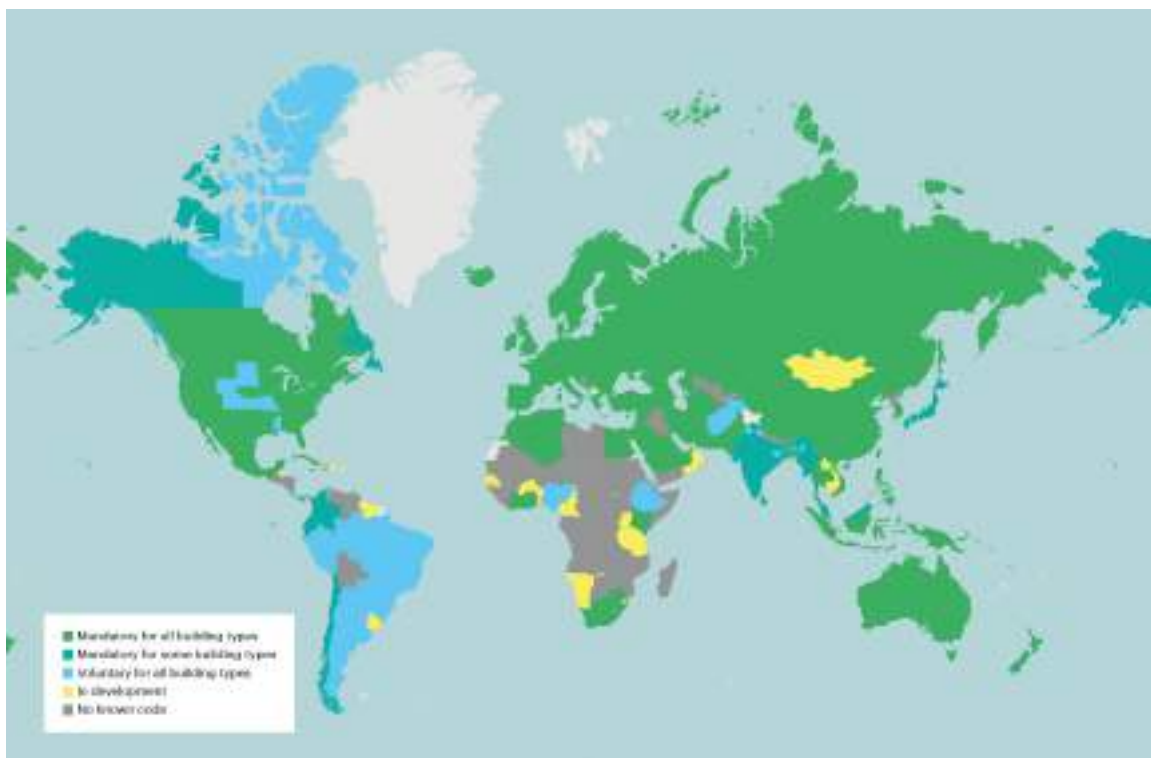 Mandatory for all building types
Mandatory for some building types
Voluntary for all building types
In development
No known code